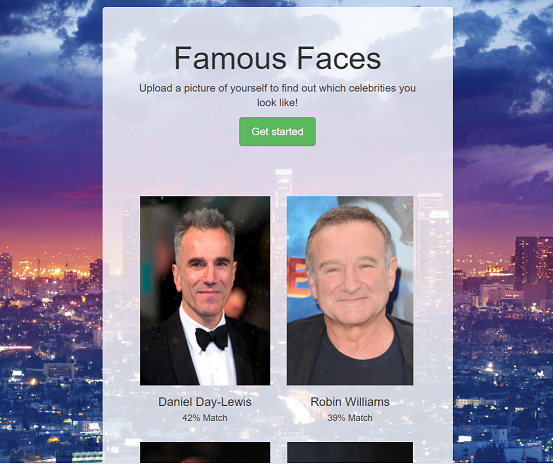 Famous Faces
Upload a picture of yourself to find out which celebrities you
look like!
Get started
Daniel Day-Lewis
Robin Williams
42% Match
39% Match